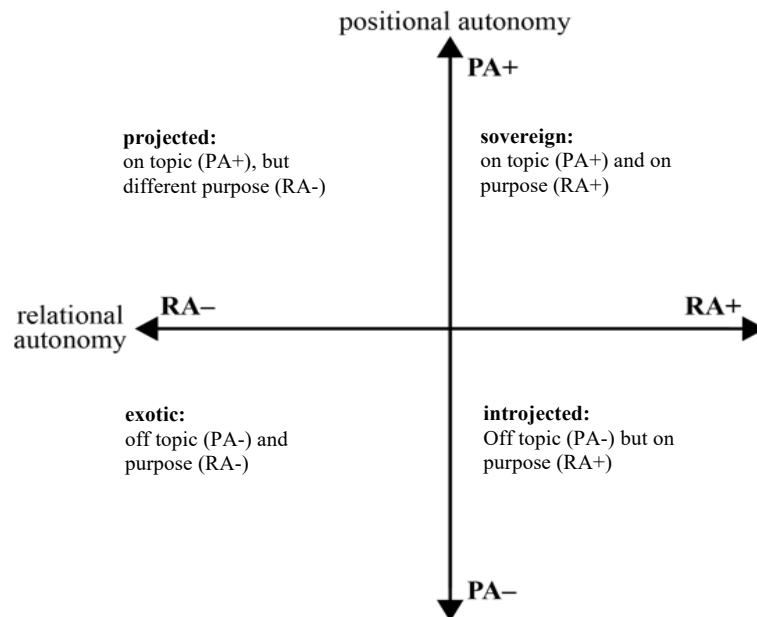 positional autonomy
PA+
projected:
on topic (PA+), but
different purpose (RA-)
sovereign:
on topic (PA+) and on
purpose (RA+)
RA–
RA+
relational
autonomy
exotic:
off topic (PA-) and
purpose (RA-)
introjected:
Off topic (PA-) but on
purpose (RA+)
PA–